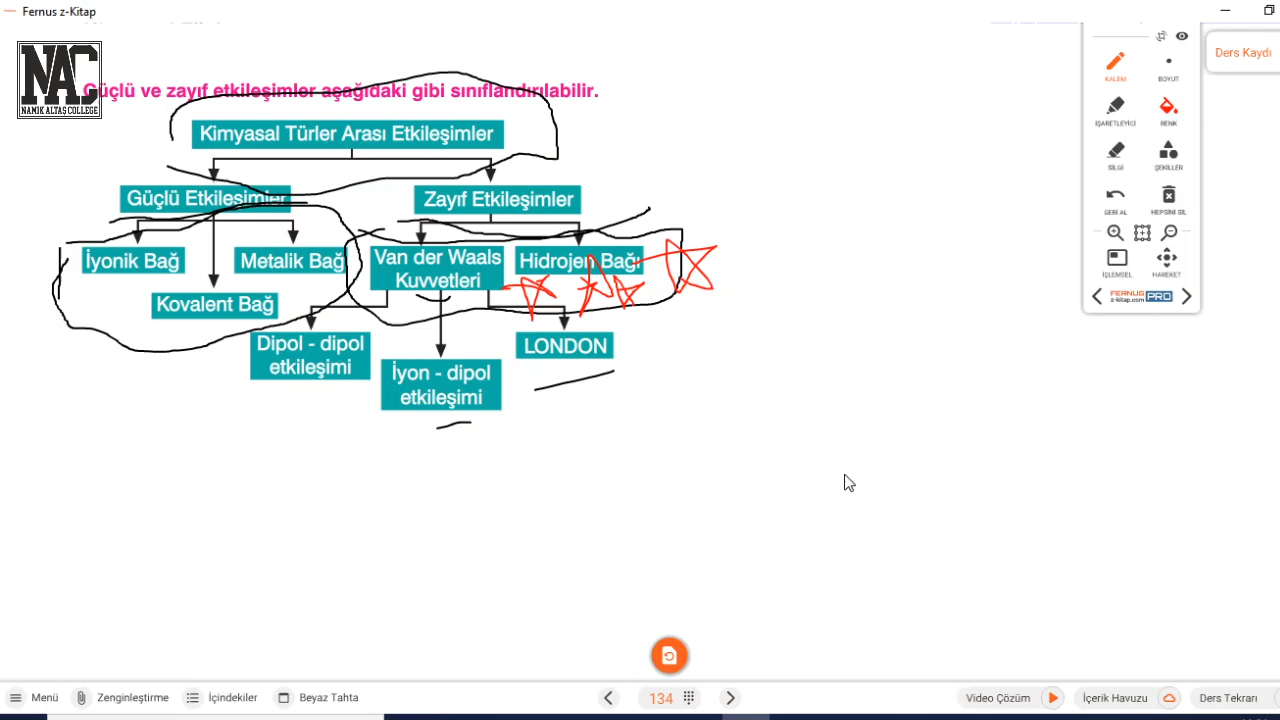 Fernus z-Kitap
NAC
NAMIK ALTAŞ COLLEGE
Güçlü ve zayıf etkileşimler aşağıdaki gibi sınıflandırılabilir.
Kimyasal Türler Arası Etkileşimler
Güçlü Etkileşimler
Zayıf Etkileşimler
İyonik Bağ
Metalik Bağ
Van der Waals
Kuvvetleri
Hidrojen Bağı
Kovalent Bağ
Dipol - dipol
etkileşimi
İyon - dipol
etkileşimi
LONDON
Ders Kaydı
KALEM
BOYUT
İŞARETLEYİCİ
RENK
SİLGİ
ŞEKİLLER
GERİ AL
HEPSİNİ SİL
İŞLEMSEL
HAREKET
FERNUS
z-kitap.com PRO
Menü
Zenginleştirme
İçindekiler
Beyaz Tahta
134
Video Çözüm
İçerik Havuzu
Ders Tekrarı